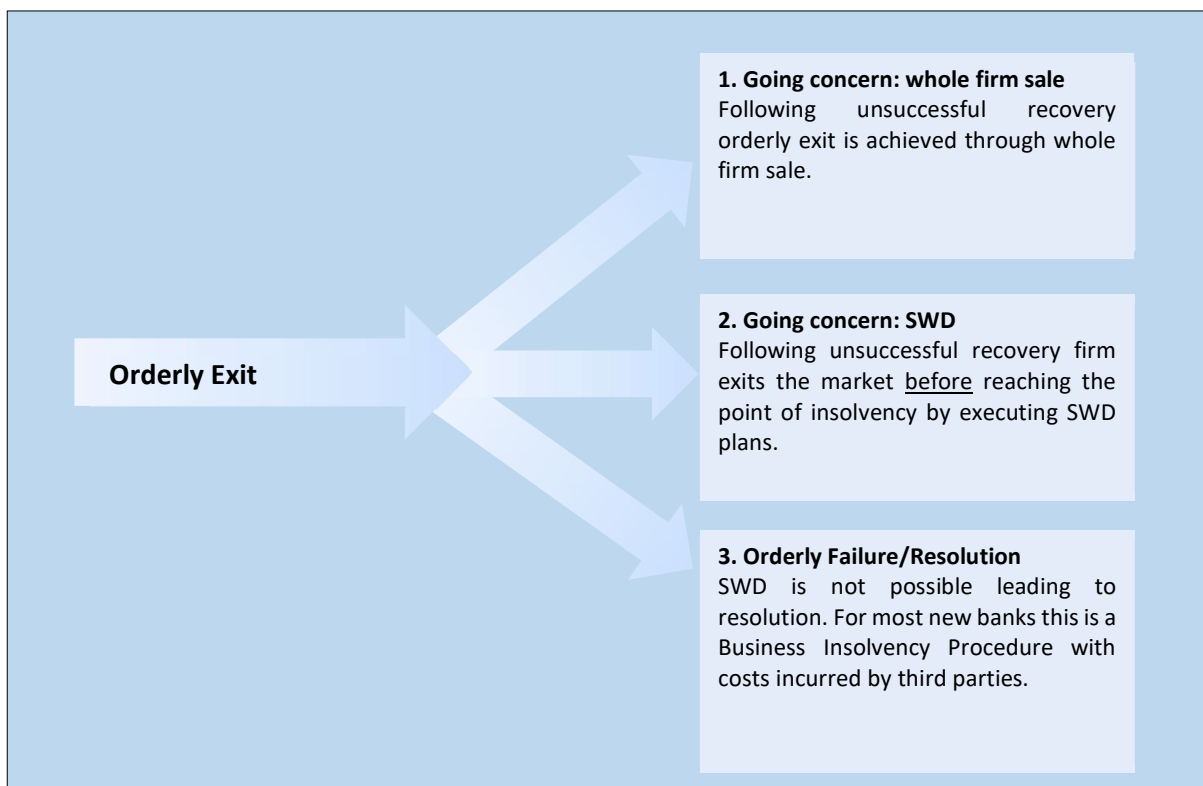 1. Going concern: whole firm sale
Following unsuccessful recovery
orderly exit is achieved through whole
firm sale.
Orderly Exit
2. Going concern: SWD
Following unsuccessful recovery firm
exits the market before reaching the
point of insolvency by executing SWD
plans.
3. Orderly Failure/Resolution
SWD is not possible leading to
resolution. For most new banks this is a
Business Insolvency Procedure with
costs incurred by third parties.